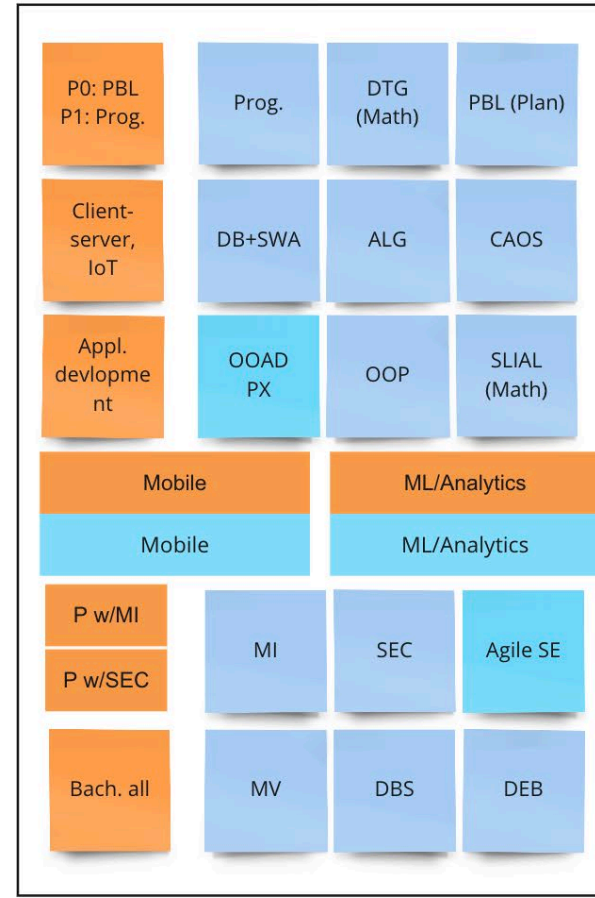 P0: PBL
P1: Prog.
Prog.
DTG
(Math)
PBL (Plan)
Client-
server,
IoT
DB+SWA
ALG
CAOS
Appl.
devlopme
nt
OOAD
PX
OOP
SLIAL
(Math)
Mobile
ML/Analytics
Mobile
ML/Analytics
P w/MI
P w/SEC
MI
SEC
Agile SE
Bach. all
MV
DBS
DEB